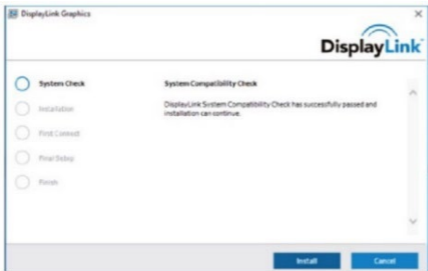 DisplayLink Graphics
DisplayLink
System Check
System Compatibility Check
DisplayLink System Compatibility Check has successfully passed and
installation can continue.
Installation
First Connect
Final Setup
Finish
Install
Cancel